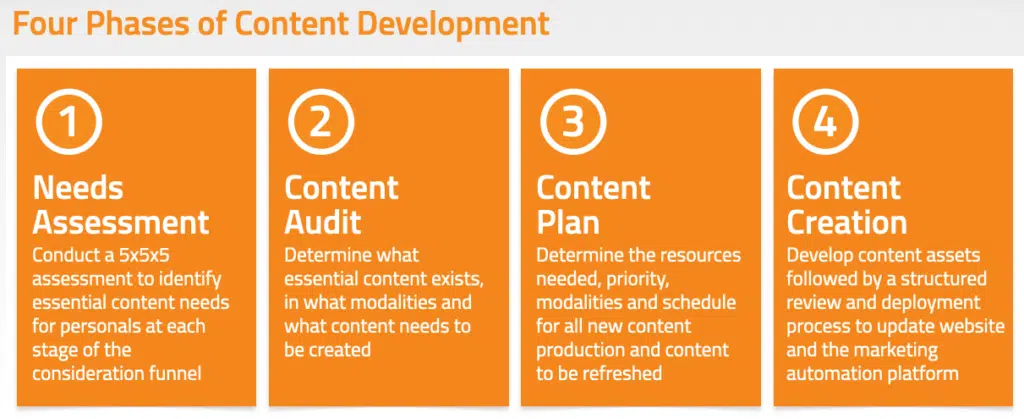 Four Phases of Content Development
1
Needs
Assessment
Conduct a 5x5x5
assessment to identify
essential content needs
for personals at each
stage of the
consideration funnel
2
Content
Audit
Determine what
essential content exists,
in what modalities and
what content needs to
be created
3
Content
Plan
Determine the resources
needed, priority,
modalities and schedule
for all new content
production and content
to be refreshed
4
Content
Creation
Develop content assets
followed by a structured
review and deployment
process to update website
and the marketing
automation platform